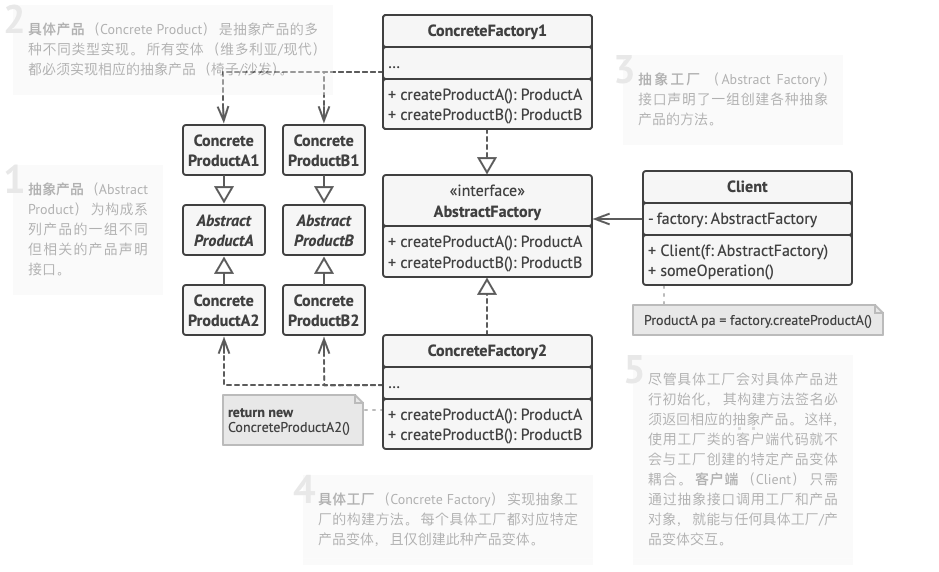 2
具体产品（Concrete Product）是抽象产品的多
种不同类型实现。所有变体（维多利亚/现代）
都必须实现相应的抽象产品（椅子/沙发）。
ConcreteFactory1
...
+ createProductA(): ProductA
+ createProductB(): ProductB
3
抽象工厂（Abstract Factory）
接口声明了一组创建各种抽象
产品的方法。
Concrete
ProductA1
Concrete
ProductB1
1
抽象产品（Abstract
Product）为构成系
列产品的一组不同
但相关的产品声明
接口。
Abstract
ProductA
Abstract
ProductB
«interface»
AbstractFactory
+ createProductA(): ProductA
+ createProductB(): ProductB
Client
- factory: AbstractFactory
+ Client(f: AbstractFactory)
+ someOperation()
ProductA pa = factory.createProductA()
Concrete
ProductA2
Concrete
ProductB2
ConcreteFactory2
...
+ createProductA(): ProductA
+ createProductB(): ProductB
return new
ConcreteProductA2()
4
具体工厂（Concrete Factory）实现抽象工
厂的构建方法。每个具体工厂都对应特定
产品变体，且仅创建此种产品变体。
5
尽管具体工厂会对具体产品进
行初始化，其构建方法签名必
须返回相应的抽象产品。这样，
使用工厂类的客户端代码就不
会与工厂创建的特定产品变体
耦合。客户端（Client）只需
通过抽象接口调用工厂和产品
对象，就能与任何具体工厂/产
品变体交互。